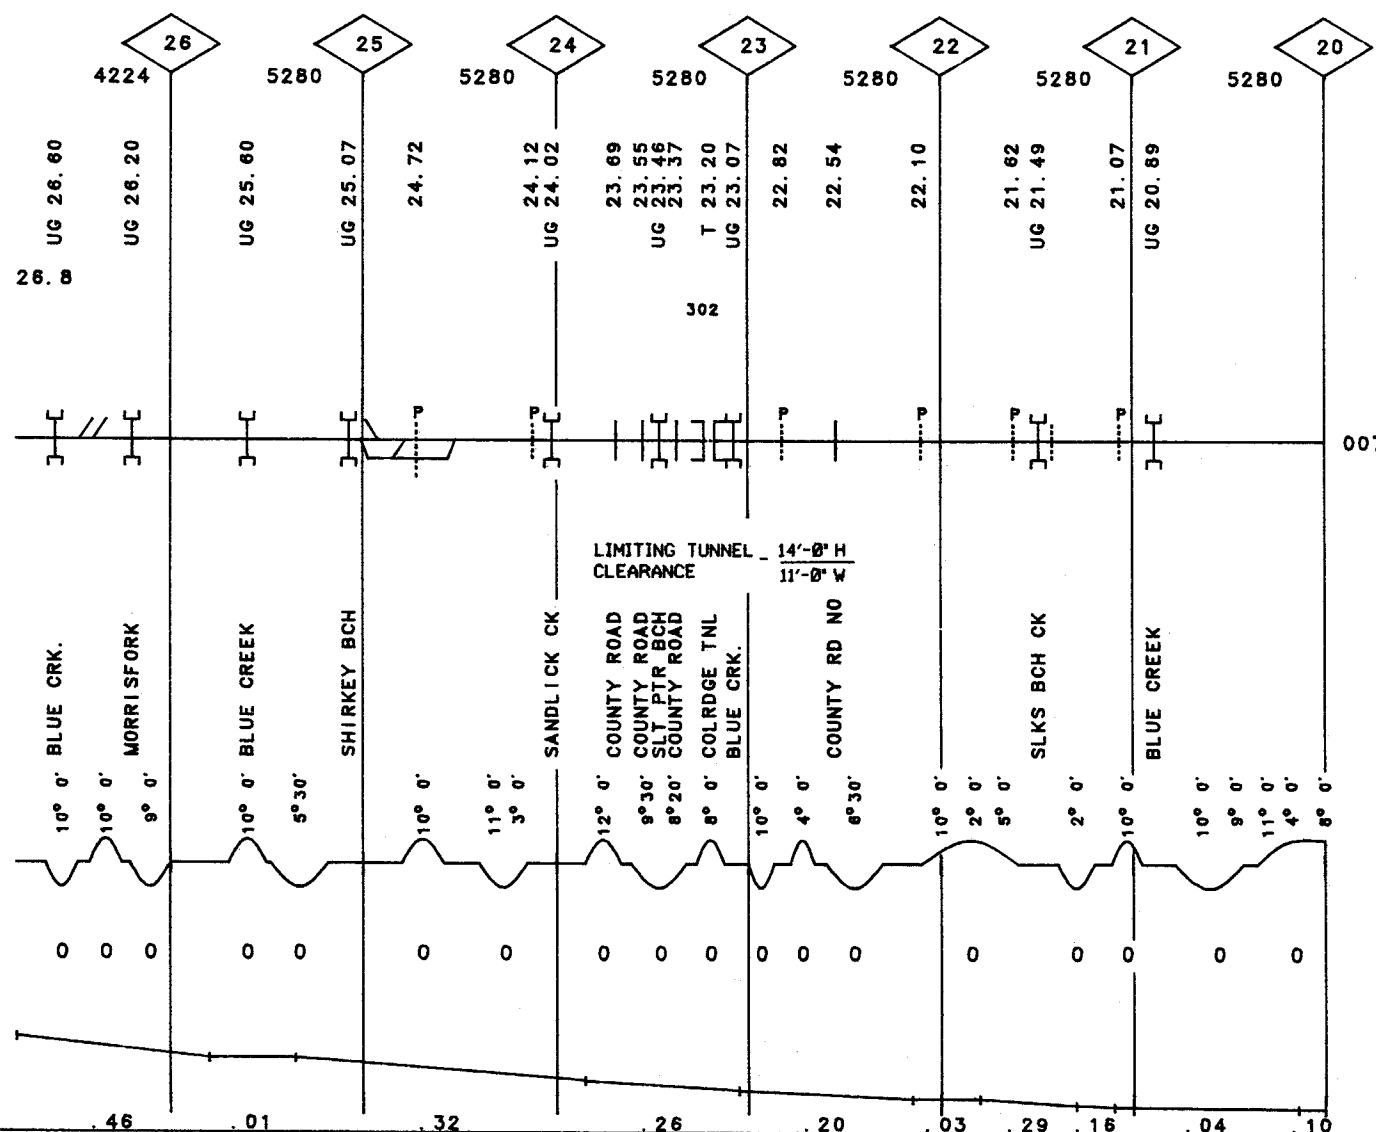 26 25 24 23 22 21 20
4224 5280 5280 5280 5280 5280 5280
UG 26.60
UG 26.20
UG 25.60
UG 25.07
24.72
24.12
UG 24.02
23.69
23.55
UG 23.46
23.37
T 23.20
UG 23.07
22.82
22.54
22.10
21.62
UG 21.49
21.07
UG 20.89
26.8
302
P P P P P P
007
LIMITING TUNNEL - 14'-0" H
CLEARANCE 11'-0" W
BLUE CRK.
MORRISFORK
BLUE CREEK
SHIRKEY BCH
SANDLICK CK
COUNTY ROAD
COUNTY ROAD
SLT PTR BCH
COUNTY ROAD
COLRDGE TNL
BLUE CRK.
COUNTY RD NO
SLKS BCH CK
BLUE CREEK
10° 0'
10° 0'
9° 0'
10° 0'
5°30'
10° 0'
11° 0'
3° 0'
12° 0'
9°30'
8°20'
8° 0'
10° 0'
4° 0'
6°30'
10° 0'
2° 0'
5° 0'
2° 0'
10° 0'
10° 0'
9° 0'
11° 0'
4° 0'
8° 0'
0 0 0 0 0 0 0 0 0 0 0 0 0 0 0 0 0 0
.46 .01 .32 .26 .20 .03 .29 .16 .04 .10